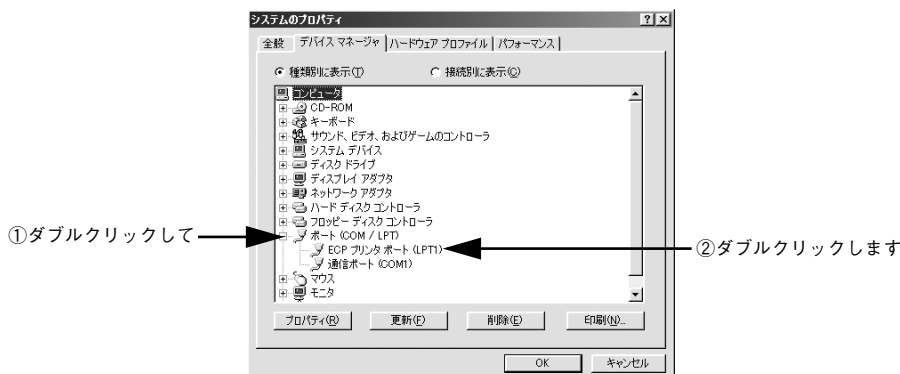 システムのプロパティ
全般 デバイス マネージャ ハードウェア プロファイル パフォーマンス
種類別に表示(T) 接続別に表示(C)
コンピュータ
CD-ROM
キーボード
サウンド、ビデオ、およびゲームのコントローラ
システム デバイス
ディスク ドライブ
ディスプレイ アダプタ
ネットワーク アダプタ
ハード ディスク コントローラ
フロッピー ディスク コントローラ
①ダブルクリックして
ポート (COM / LPT)
ECP プリンタ ポート (LPT1)
②ダブルクリックします
通信ポート (COM1)
マウス
モニタ
プロパティ(R) 更新(F) 削除(E) 印刷(N)...
OK キャンセル